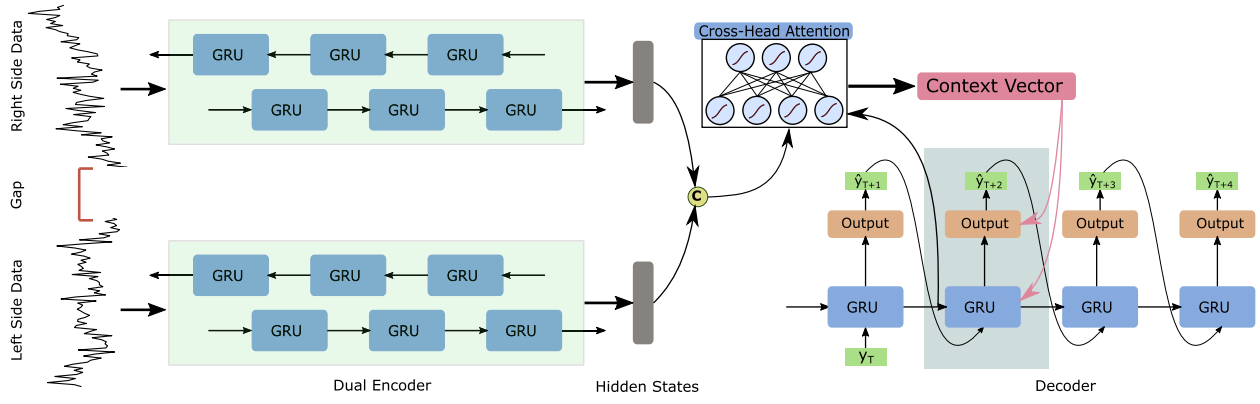 Right Side Data
Gap
Left Side Data
GRU GRU GRU
GRU GRU GRU
GRU GRU GRU
GRU GRU GRU
Dual Encoder
Hidden States
C
Cross-Head Attention
Context Vector
ŷT+1 ŷT+2 ŷT+3 ŷT+4
Output Output Output Output
GRU GRU GRU GRU
yT
Decoder